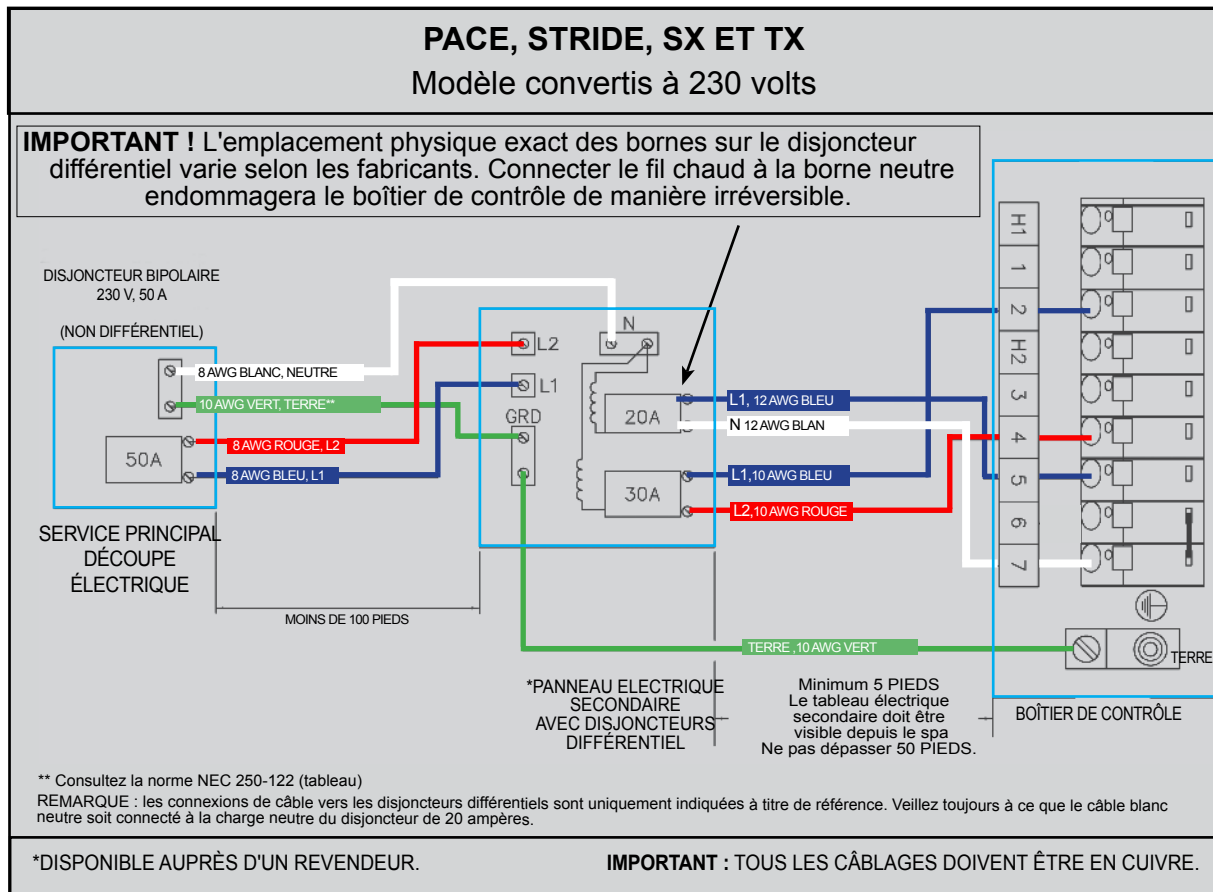 PACE, STRIDE, SX ET TX
Modèle convertis à 230 volts
IMPORTANT ! L'emplacement physique exact des bornes sur le disjoncteur
différentiel varie selon les fabricants. Connecter le fil chaud à la borne neutre
endommagera le boîtier de contrôle de manière irréversible.
DISJONCTEUR BIPOLAIRE
230 V, 50 A
(NON DIFFÉRENTIEL)
8 AWG BLANC, NEUTRE
10 AWG VERT, TERRE**
8 AWG ROUGE, L2
8 AWG BLEU, L1
50A
SERVICE PRINCIPAL
DÉCOUPE
ÉLECTRIQUE
MOINS DE 100 PIEDS
L2
L1
GRD
N
20A
30A
L1, 12 AWG BLEU
N 12 AWG BLAN
L1,10 AWG BLEU
L2,10 AWG ROUGE
TERRE ,10 AWG VERT
*PANNEAU ELECTRIQUE
SECONDAIRE
AVEC DISJONCTEURS
DIFFÉRENTIEL
Minimum 5 PIEDS
Le tableau électrique
secondaire doit être
visible depuis le spa
Ne pas dépasser 50 PIEDS.
H1
1
2
H2
3
4
5
6
7
TERRE
BOÎTIER DE CONTRÔLE
** Consultez la norme NEC 250-122 (tableau)
REMARQUE : les connexions de câble vers les disjoncteurs différentiels sont uniquement indiquées à titre de référence. Veillez toujours à ce que le câble blanc
neutre soit connecté à la charge neutre du disjoncteur de 20 ampères.
*DISPONIBLE AUPRÈS D'UN REVENDEUR.
IMPORTANT : TOUS LES CÂBLAGES DOIVENT ÊTRE EN CUIVRE.